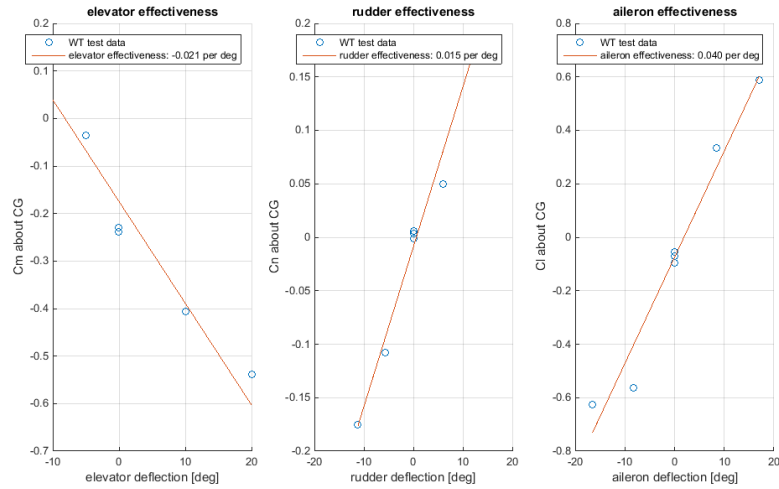 elevator effectiveness
WT test data
elevator effectiveness: -0.021 per deg
0.2
0.1
0
-0.1
-0.2
-0.3
-0.4
-0.5
-0.6
-0.7
Cm about CG
-10
0
10
20
elevator deflection [deg]
rudder effectiveness
WT test data
rudder effectiveness: 0.015 per deg
0.2
0.15
0.1
0.05
0
-0.05
-0.1
-0.15
-0.2
Cn about CG
-20
-10
0
10
20
rudder deflection [deg]
aileron effectiveness
WT test data
aileron effectiveness: 0.040 per deg
0.8
0.6
0.4
0.2
0
-0.2
-0.4
-0.6
-0.8
Cl about CG
-20
-10
0
10
20
aileron deflection [deg]